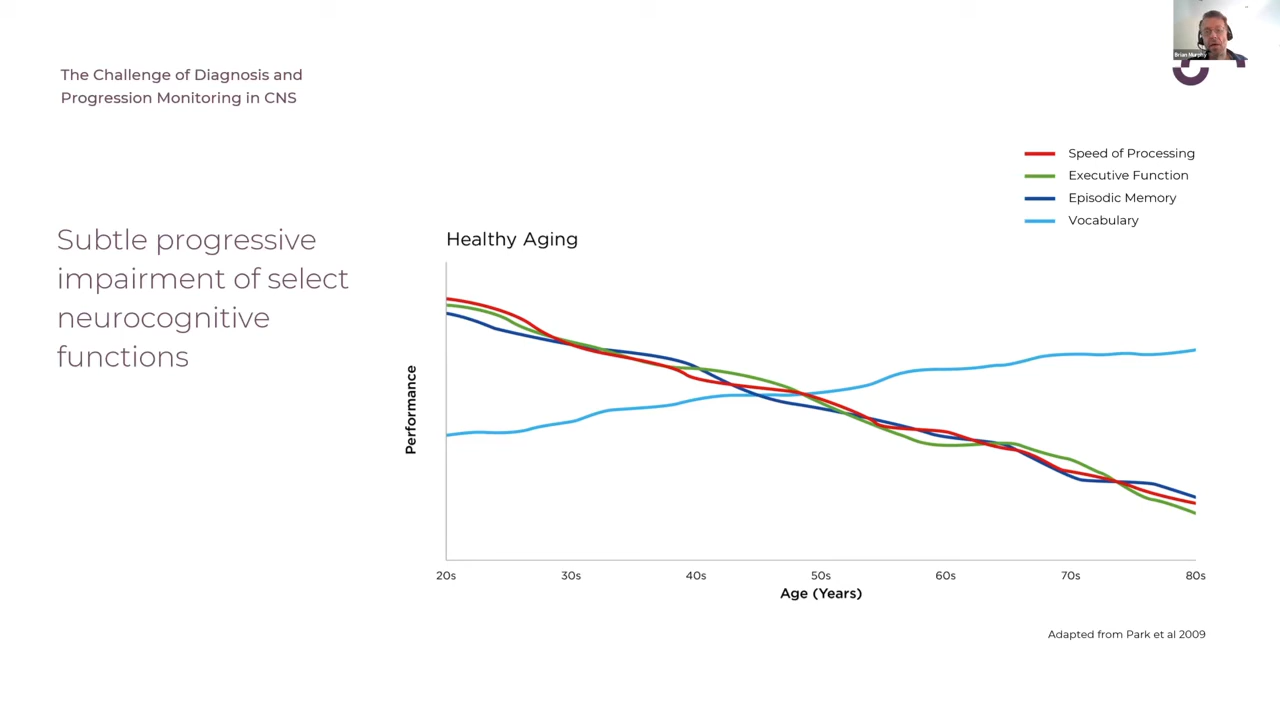 Brian Murphy
The Challenge of Diagnosis and
Progression Monitoring in CNS
Speed of Processing
Executive Function
Episodic Memory
Vocabulary
Subtle progressive
impairment of select
neurocognitive
functions
Healthy Aging
Performance
20s 30s 40s 50s 60s 70s 80s
Age (Years)
Adapted from Park et al 2009